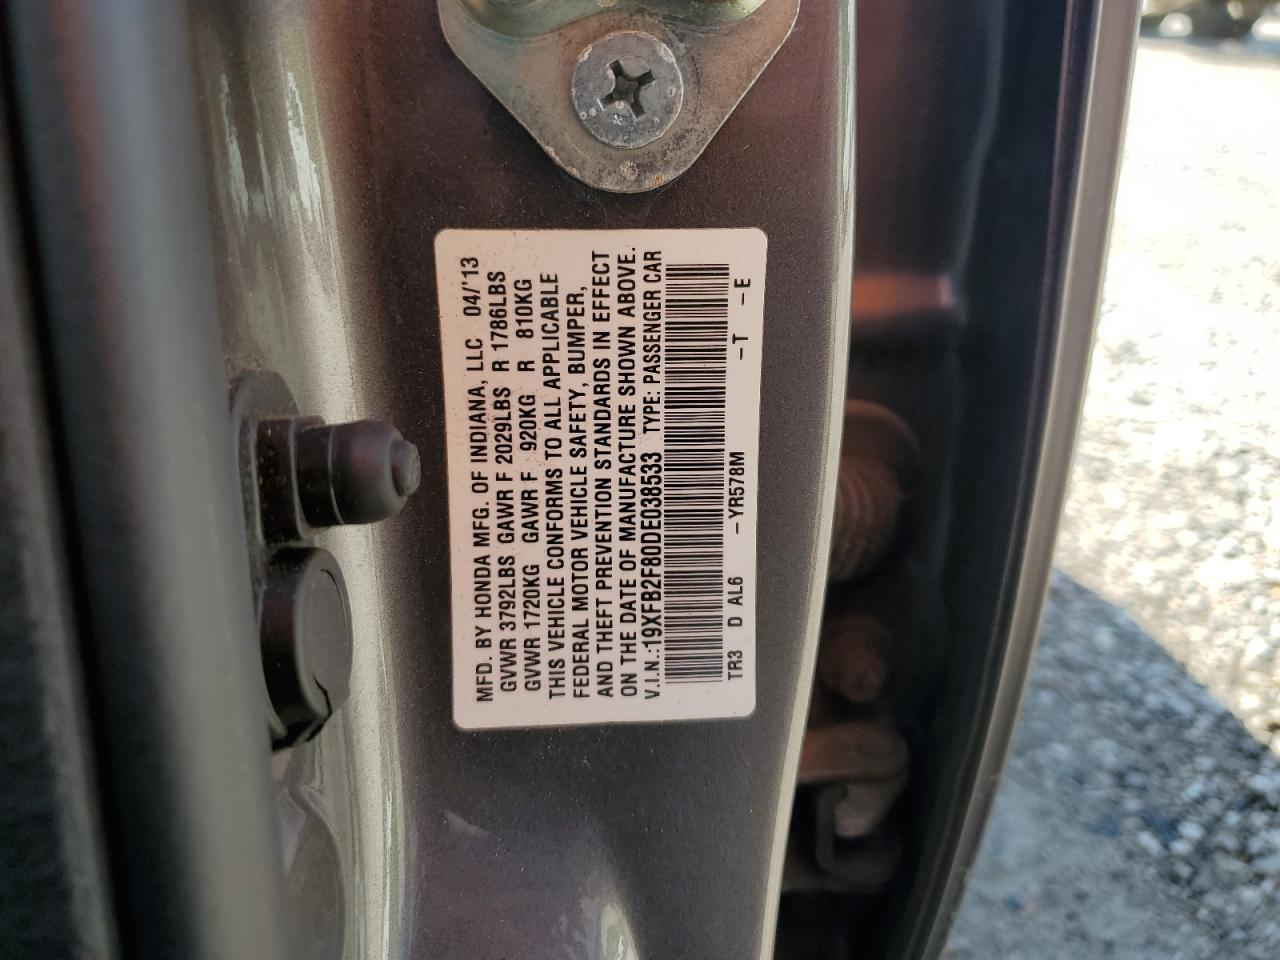 MFD. BY HONDA MFG. OF INDIANA, LLC 04/'13
GVWR 3792LBS GAWR F 2029LBS R 1786LBS
GVWR 1720KG GAWR F 920KG R 810KG
THIS VEHICLE CONFORMS TO ALL APPLICABLE
FEDERAL MOTOR VEHICLE SAFETY, BUMPER,
AND THEFT PREVENTION STANDARDS IN EFFECT
ON THE DATE OF MANUFACTURE SHOWN ABOVE.
V.I.N.:19XFB2F80DE038533 TYPE: PASSENGER CAR
TR3 D AL6 - YR578M - T - E